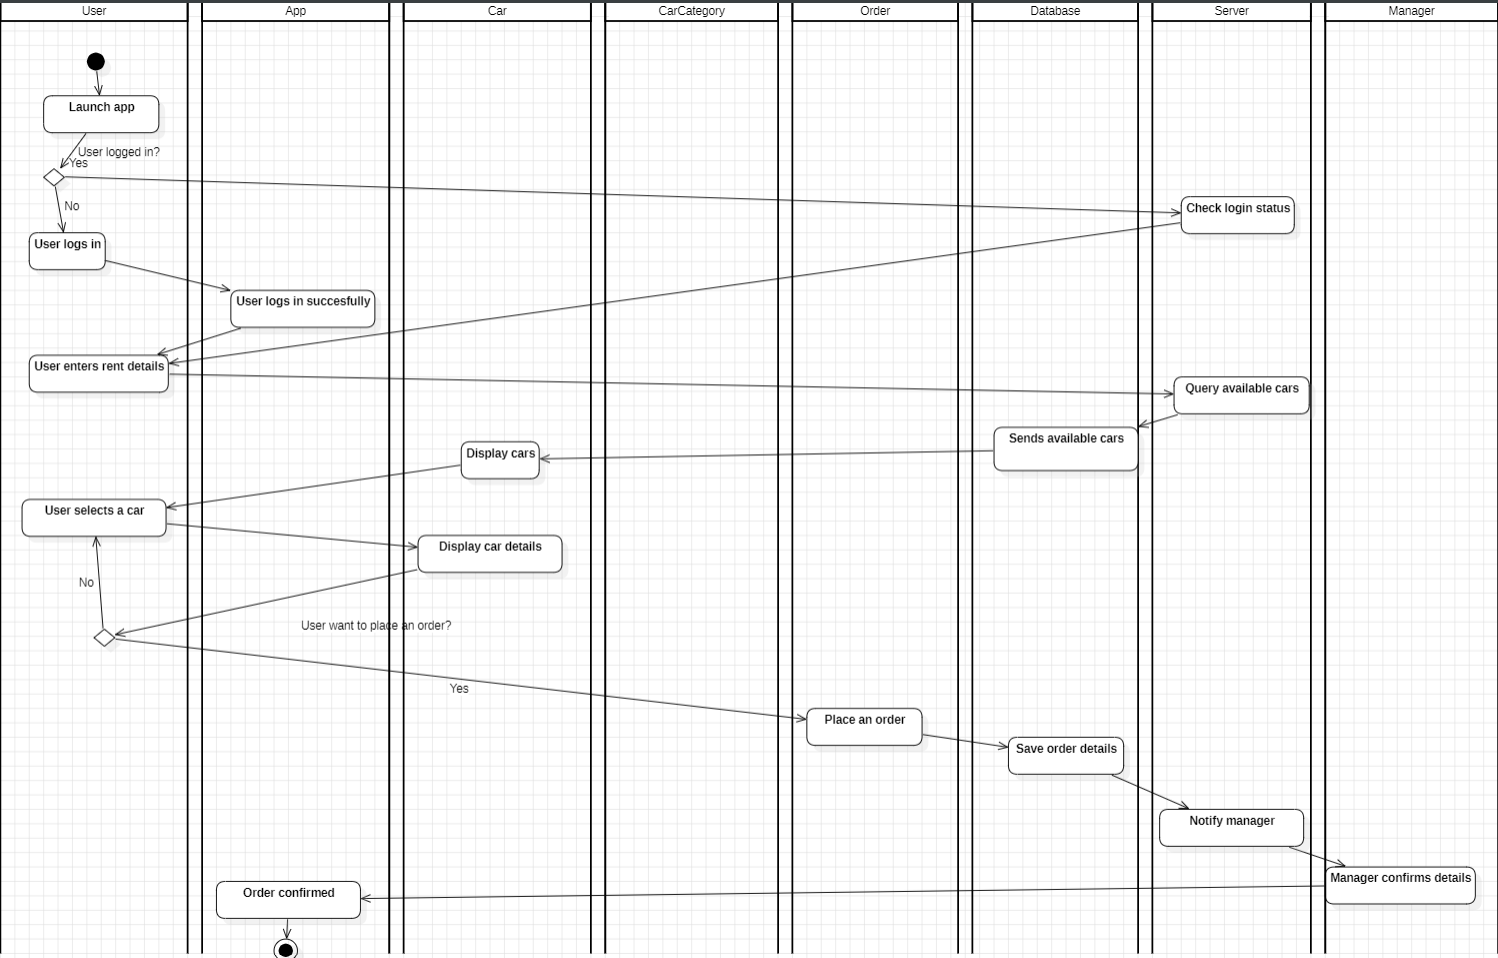 User
App
Car
CarCategory
Order
Database
Server
Manager
Launch app
User logged in?
Yes
No
Check login status
User logs in
User logs in succesfully
User enters rent details
Query available cars
Sends available cars
Display cars
User selects a car
Display car details
No
User want to place an order?
Yes
Place an order
Save order details
Notify manager
Manager confirms details
Order confirmed